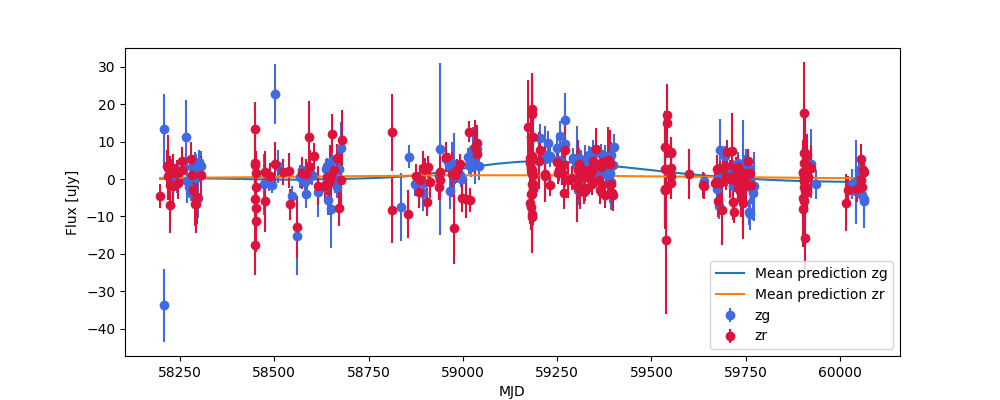 30
20
10
0
−10
−20
−30
−40
Flux [uJy]
58250 58500 58750 59000 59250 59500 59750 60000
MJD
Mean prediction zg
Mean prediction zr
zg
zr